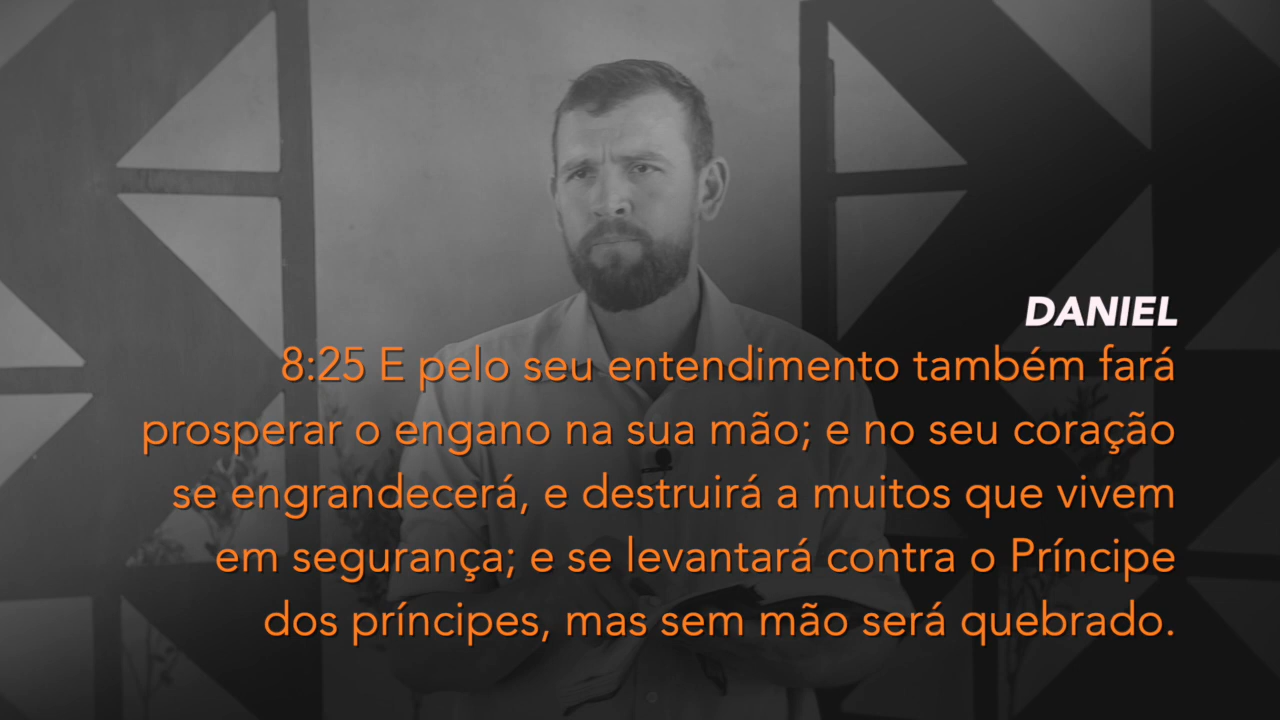 DANIEL
8:25 E pelo seu entendimento também fará
prosperar o engano na sua mão; e no seu coração
se engrandecerá, e destruirá a muitos que vivem
em segurança; e se levantará contra o Príncipe
dos príncipes, mas sem mão será quebrado.